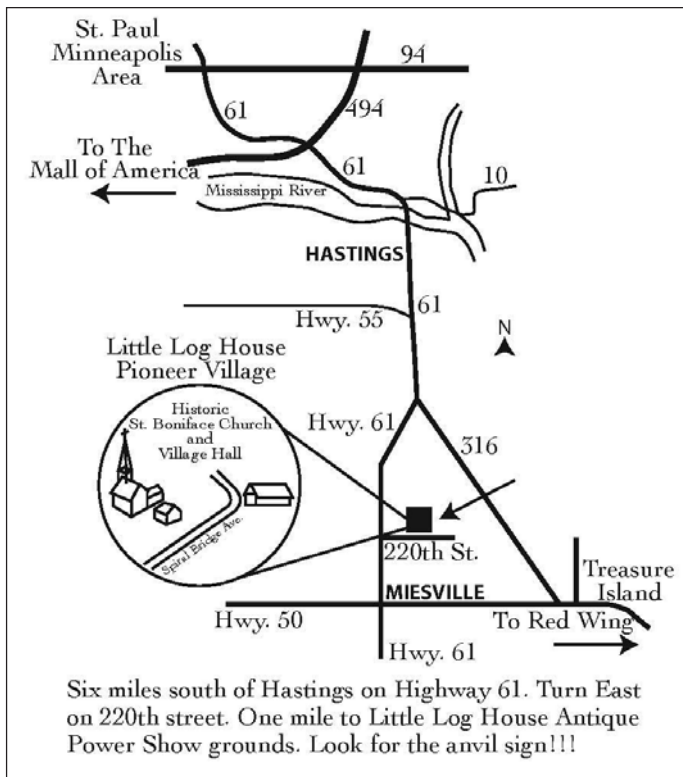 St. Paul
Minneapolis
Area
94
61
494
To The
Mall of America
61
10
Mississippi River
HASTINGS
61
Hwy. 55
N
Little Log House
Pioneer Village
Historic
St. Boniface Church
and
Village Hall
Spiral Bridge Ave.
Hwy. 61
316
220th St.
Treasure
Island
MIESVILLE
Hwy. 50
To Red Wing
Hwy. 61
Six miles south of Hastings on Highway 61. Turn East
on 220th street. One mile to Little Log House Antique
Power Show grounds. Look for the anvil sign!!!